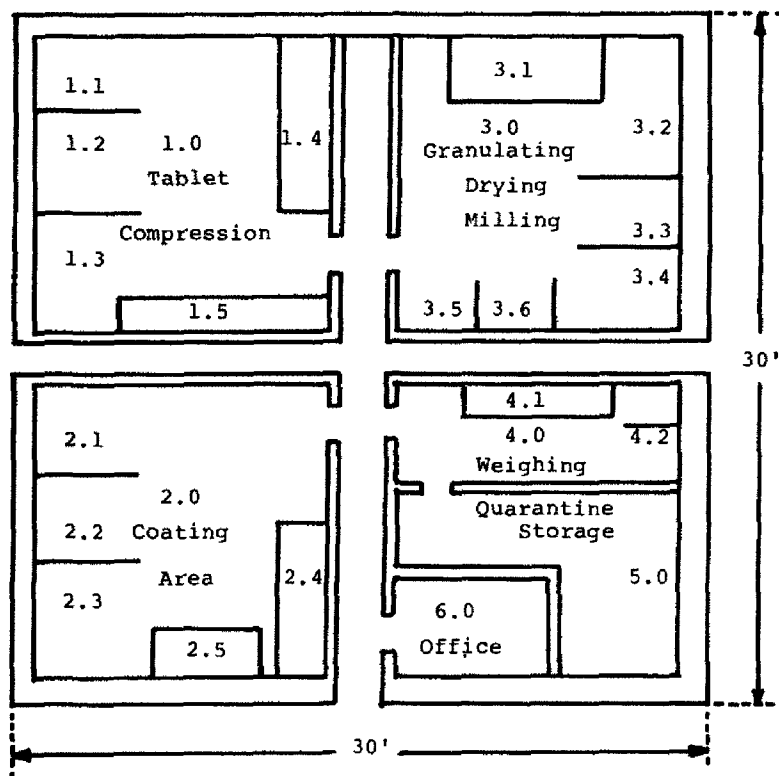 1.1
1.2
1.0
1.4
Tablet
Compression
1.3
1.5
3.1
3.0
3.2
Granulating
Drying
Milling
3.3
3.4
3.5
3.6
30'
2.1
2.0
2.2
Coating
Area
2.3
2.4
2.5
4.1
4.0
4.2
Weighing
Quarantine
Storage
5.0
6.0
Office
30'